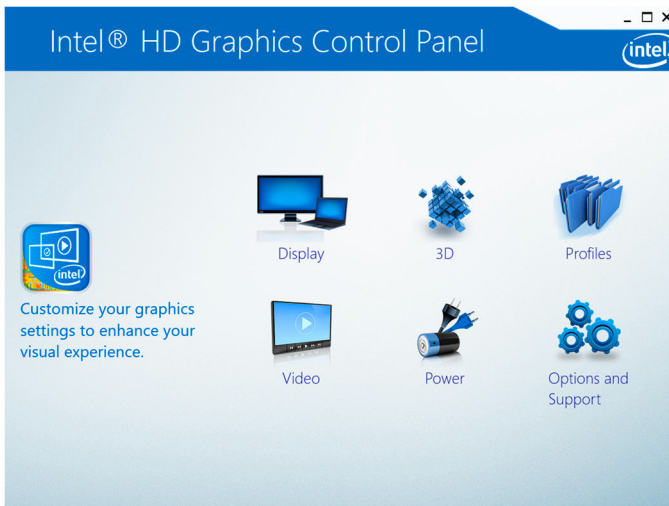 Intel® HD Graphics Control Panel
intel
Display
3D
Profiles
intel
Customize your graphics
settings to enhance your
visual experience.
Video
Power
Options and
Support